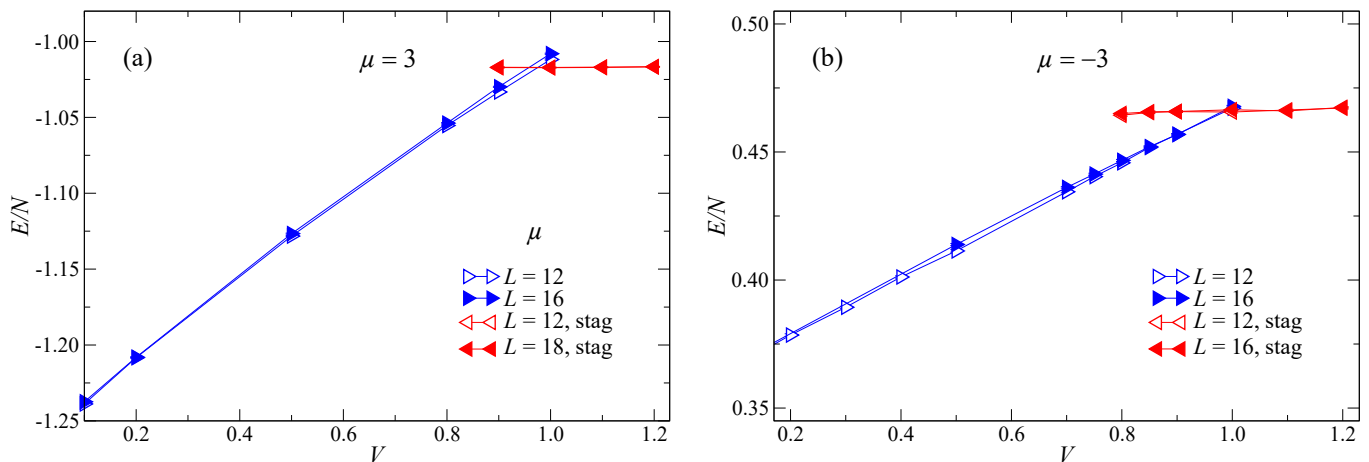 (a)
μ = 3
-1.00
-1.05
-1.10
-1.15
-1.20
-1.25
E/N
0.2
0.4
0.6
0.8
1.0
1.2
V
μ
L = 12
L = 16
L = 12, stag
L = 18, stag
(b)
μ = −3
0.50
0.45
0.40
0.35
E/N
0.2
0.4
0.6
0.8
1.0
1.2
V
L = 12
L = 16
L = 12, stag
L = 16, stag